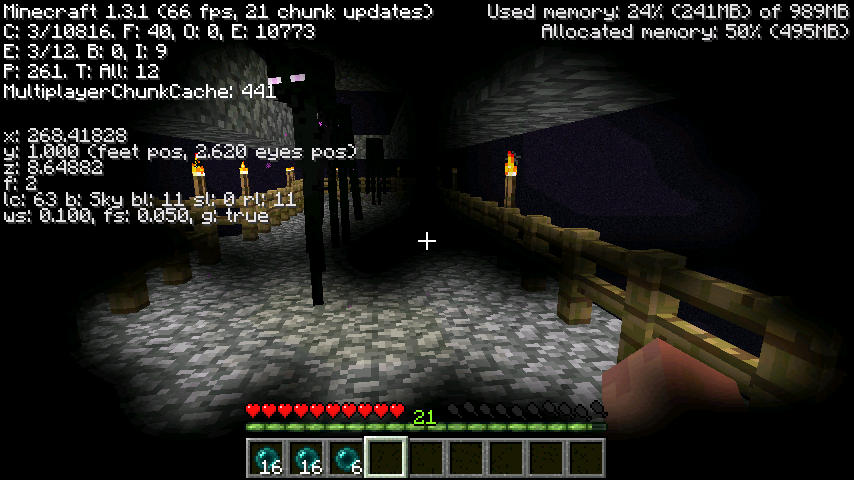 Minecraft 1.3.1 (66 fps, 21 chunk updates)
C: 3/10816. F: 40, O: 0, E: 10773
E: 3/12. B: 0, I: 9
P: 261. T: All: 12
MultiplayerChunkCache: 441
x: 268.41828
y: 1.000 (feet pos, 2.620 eyes pos)
z: 8.64882
f: 2
lc: 63 b: Sky bl: 11 sl: 0 rl: 11
ws: 0.100, fs: 0.050, g: true
Used memory: 24% (241MB) of 989MB
Allocated memory: 50% (495MB)
21
16 16 6